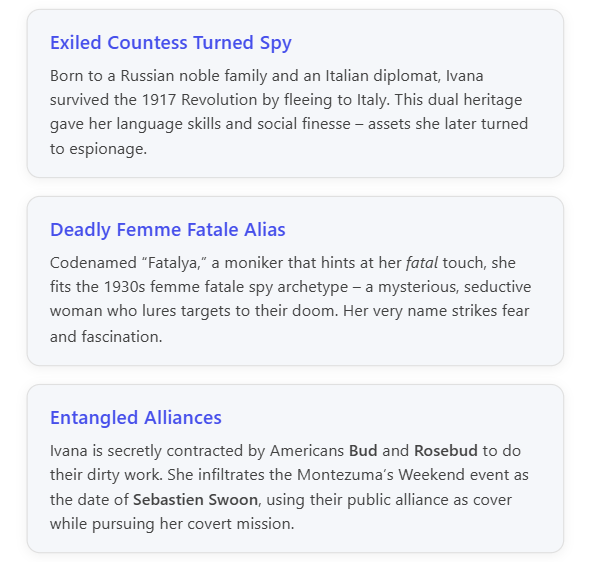 Exiled Countess Turned Spy
Born to a Russian noble family and an Italian diplomat, Ivana
survived the 1917 Revolution by fleeing to Italy. This dual heritage
gave her language skills and social finesse – assets she later turned
to espionage.
Deadly Femme Fatale Alias
Codenamed “Fatalya,” a moniker that hints at her fatal touch, she
fits the 1930s femme fatale spy archetype – a mysterious, seductive
woman who lures targets to their doom. Her very name strikes fear
and fascination.
Entangled Alliances
Ivana is secretly contracted by Americans Bud and Rosebud to do
their dirty work. She infiltrates the Montezuma’s Weekend event as
the date of Sebastien Swoon, using their public alliance as cover
while pursuing her covert mission.